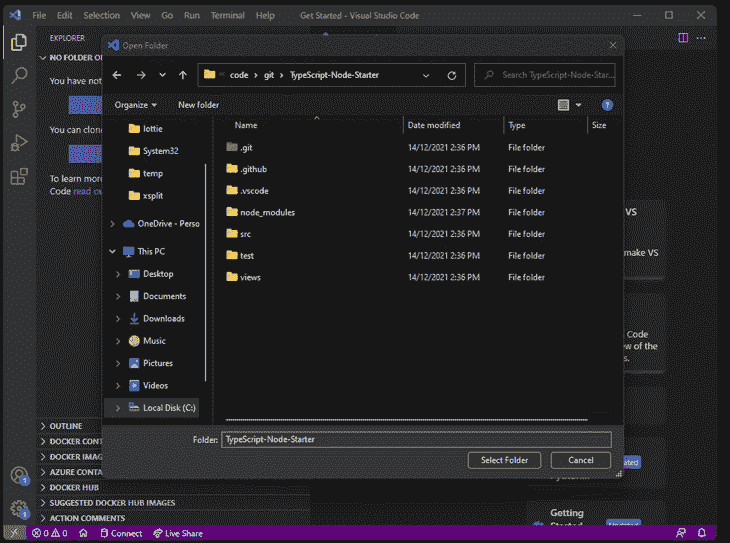 File Edit Selection View Go Run Terminal Help Get Started - Visual Studio Code
EXPLORER
NO FOLDER O
You have not
You can clon
To learn more
Code read ou
Open Folder
code › git › TypeScript-Node-Starter
Search TypeScript-Node-Star...
Organize New folder
Name Date modified Type Size
lottie
System32
temp
xsplit
OneDrive - Perso
This PC
Desktop
Documents
Downloads
Music
Pictures
Videos
Local Disk (C:)
.git 14/12/2021 2:36 PM File folder
.github 14/12/2021 2:36 PM File folder
.vscode 14/12/2021 2:36 PM File folder
node_modules 14/12/2021 2:37 PM File folder
src 14/12/2021 2:36 PM File folder
test 14/12/2021 2:36 PM File folder
views 14/12/2021 2:36 PM File folder
Folder: TypeScript-Node-Starter
Select Folder Cancel
VS
make VS
Code
ew of the
s.
ated
Getting
Started
Updated
OUTLINE
DOCKER CONT
DOCKER IMAG
AZURE CONTA
DOCKER HUB
SUGGESTED DOCKER HUB IMAGES
ACTION COMMENTS
1
1
0 0 Connect Live Share